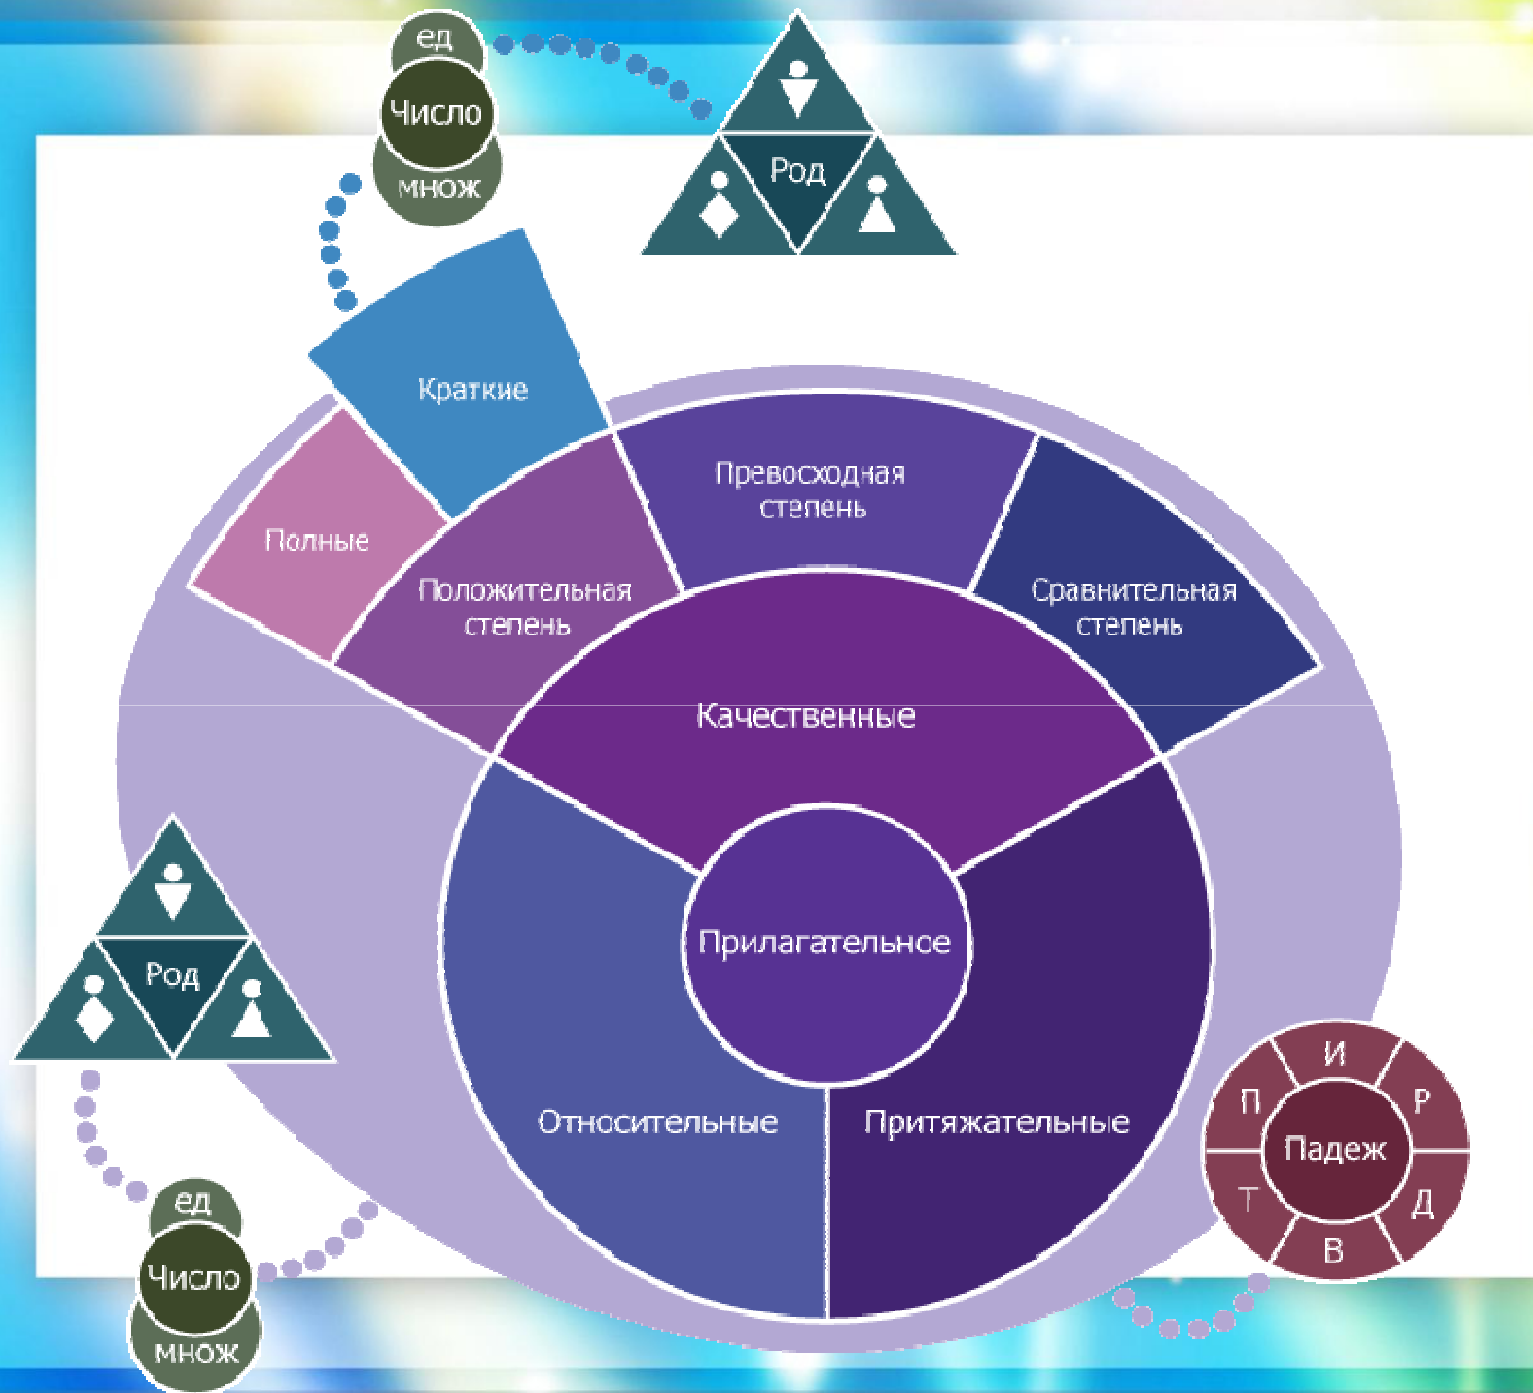 ед
Число
множ
Род
Краткие
Полные
Положительная
степень
Превосходная
степень
Сравнительная
степень
Качественные
Прилагательное
Относительные
Притяжательные
Род
ед
Число
множ
И
Р
Д
В
Т
П
Падеж